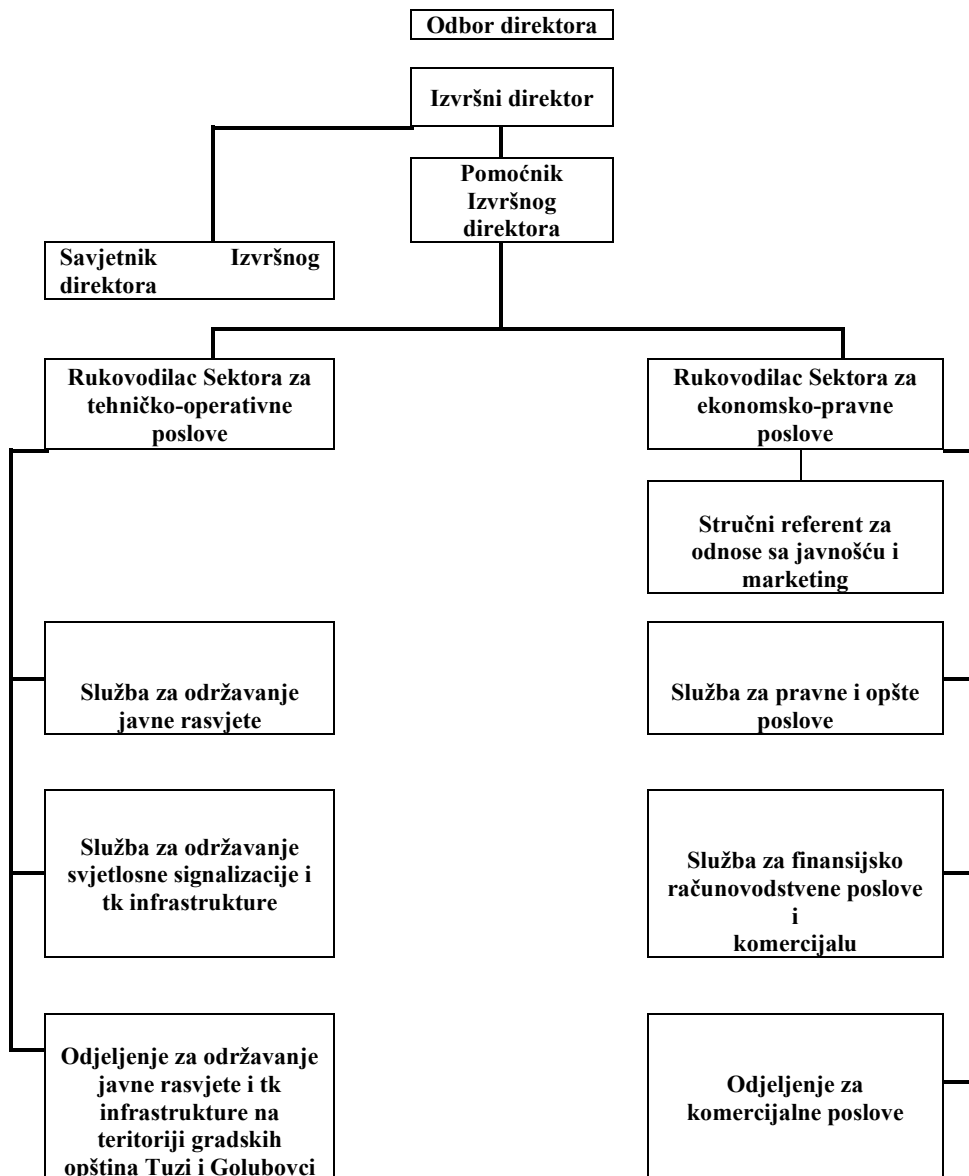 Odbor direktora
Izvršni direktor
Pomoćnik
Izvršnog
direktora
Savjetnik Izvršnog
direktora
Rukovodilac Sektora za
tehničko-operativne
poslove
Rukovodilac Sektora za
ekonomsko-pravne
poslove
Stručni referent za
odnose sa javnošću i
marketing
Služba za održavanje
javne rasvjete
Služba za pravne i opšte
poslove
Služba za održavanje
svjetlosne signalizacije i
tk infrastrukture
Služba za finansijsko
računovodstvene poslove
i
komercijalu
Odjeljenje za održavanje
javne rasvjete i tk
infrastrukture na
teritoriji gradskih
opština Tuzi i Golubovci
Odjeljenje za
komercijalne poslove